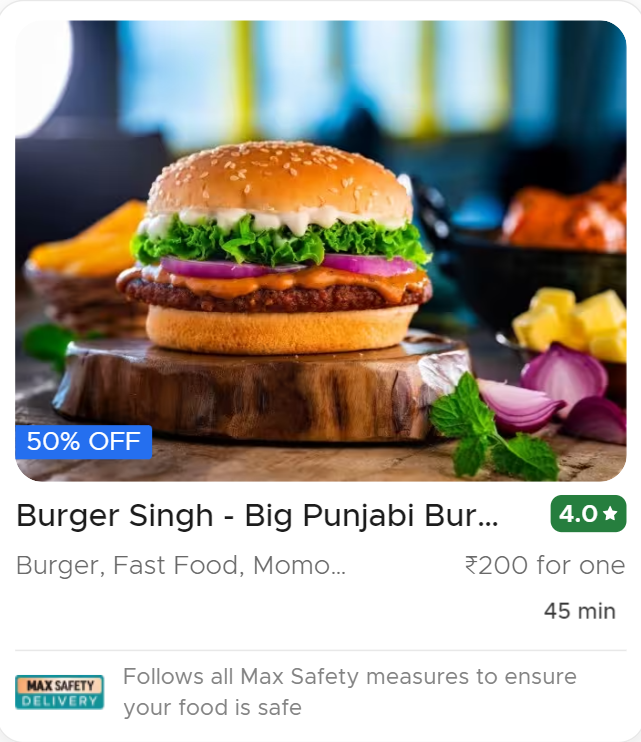 50% OFF
Burger Singh - Big Punjabi Bur...
4.0★
Burger, Fast Food, Momo...
₹200 for one
45 min
MAX SAFETY
DELIVERY
Follows all Max Safety measures to ensure
your food is safe